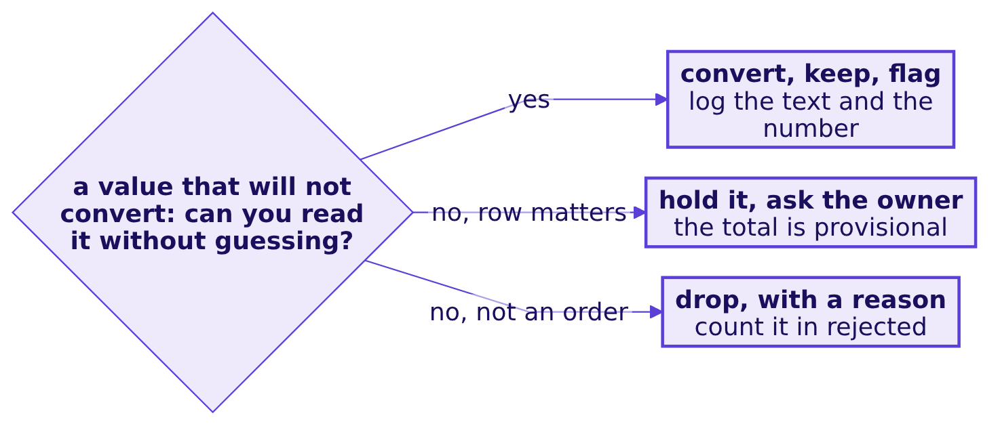 a value that will not
convert: can you read
it without guessing?
yes
convert, keep, flag
log the text and the
number
no, row matters
hold it, ask the owner
the total is provisional
no, not an order
drop, with a reason
count it in rejected